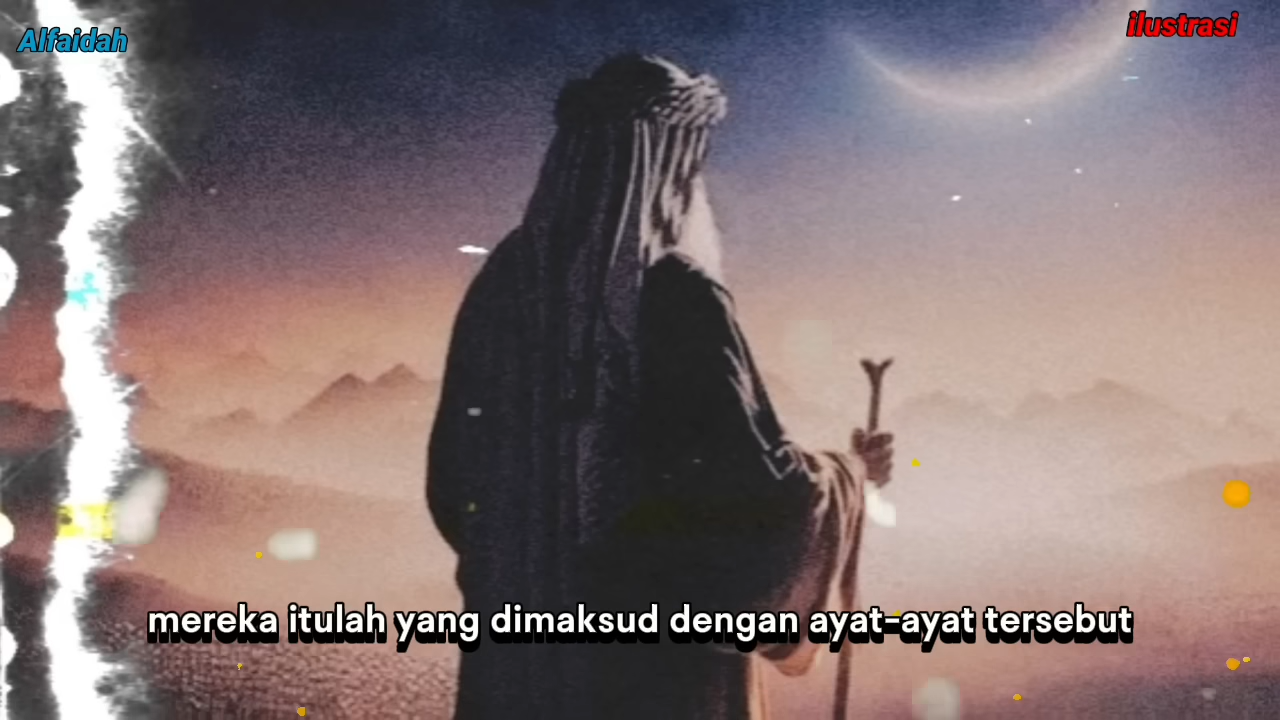 Alfaidah
ilustrasi
mereka itulah yang dimaksud dengan ayat-ayat tersebut